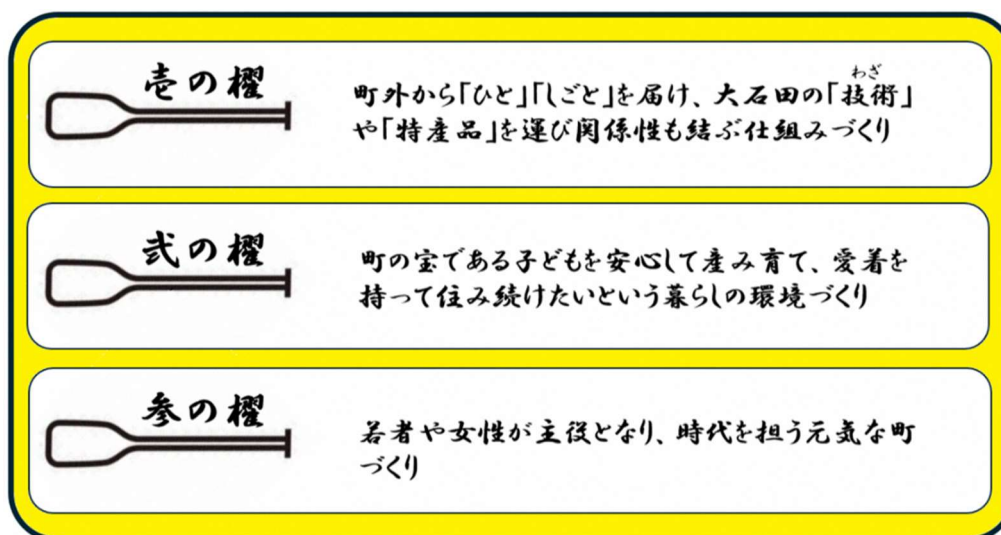 壱の櫂
わざ
町外から「ひと」「しごと」を届け、大石田の「技術」
や「特産品」を運び関係性も結ぶ仕組みづくり
弐の櫂
町の宝である子どもを安心して産み育て、愛着を
持って住み続けたいという暮らしの環境づくり
参の櫂
若者や女性が主役となり、時代を担う元気な町
づくり